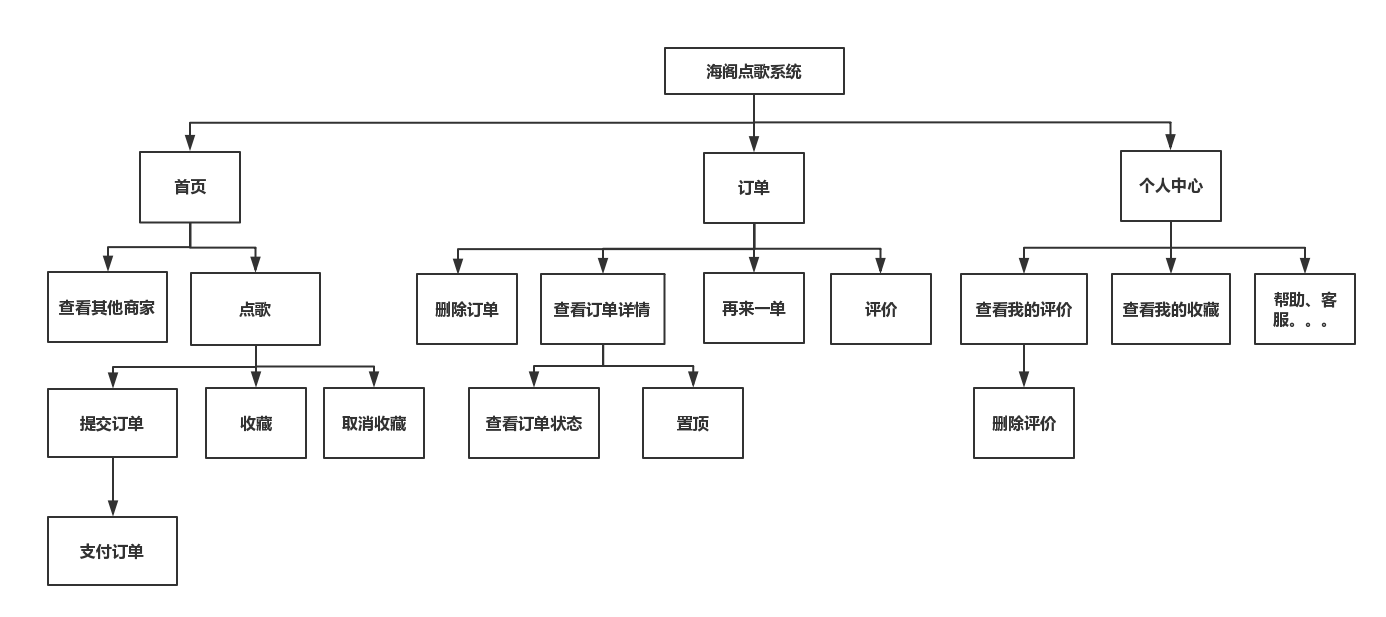 海阁点歌系统
首页
订单
个人中心
查看其他商家
点歌
删除订单
查看订单详情
再来一单
评价
查看我的评价
查看我的收藏
帮助、客
服。。。
提交订单
收藏
取消收藏
查看订单状态
置顶
删除评价
支付订单